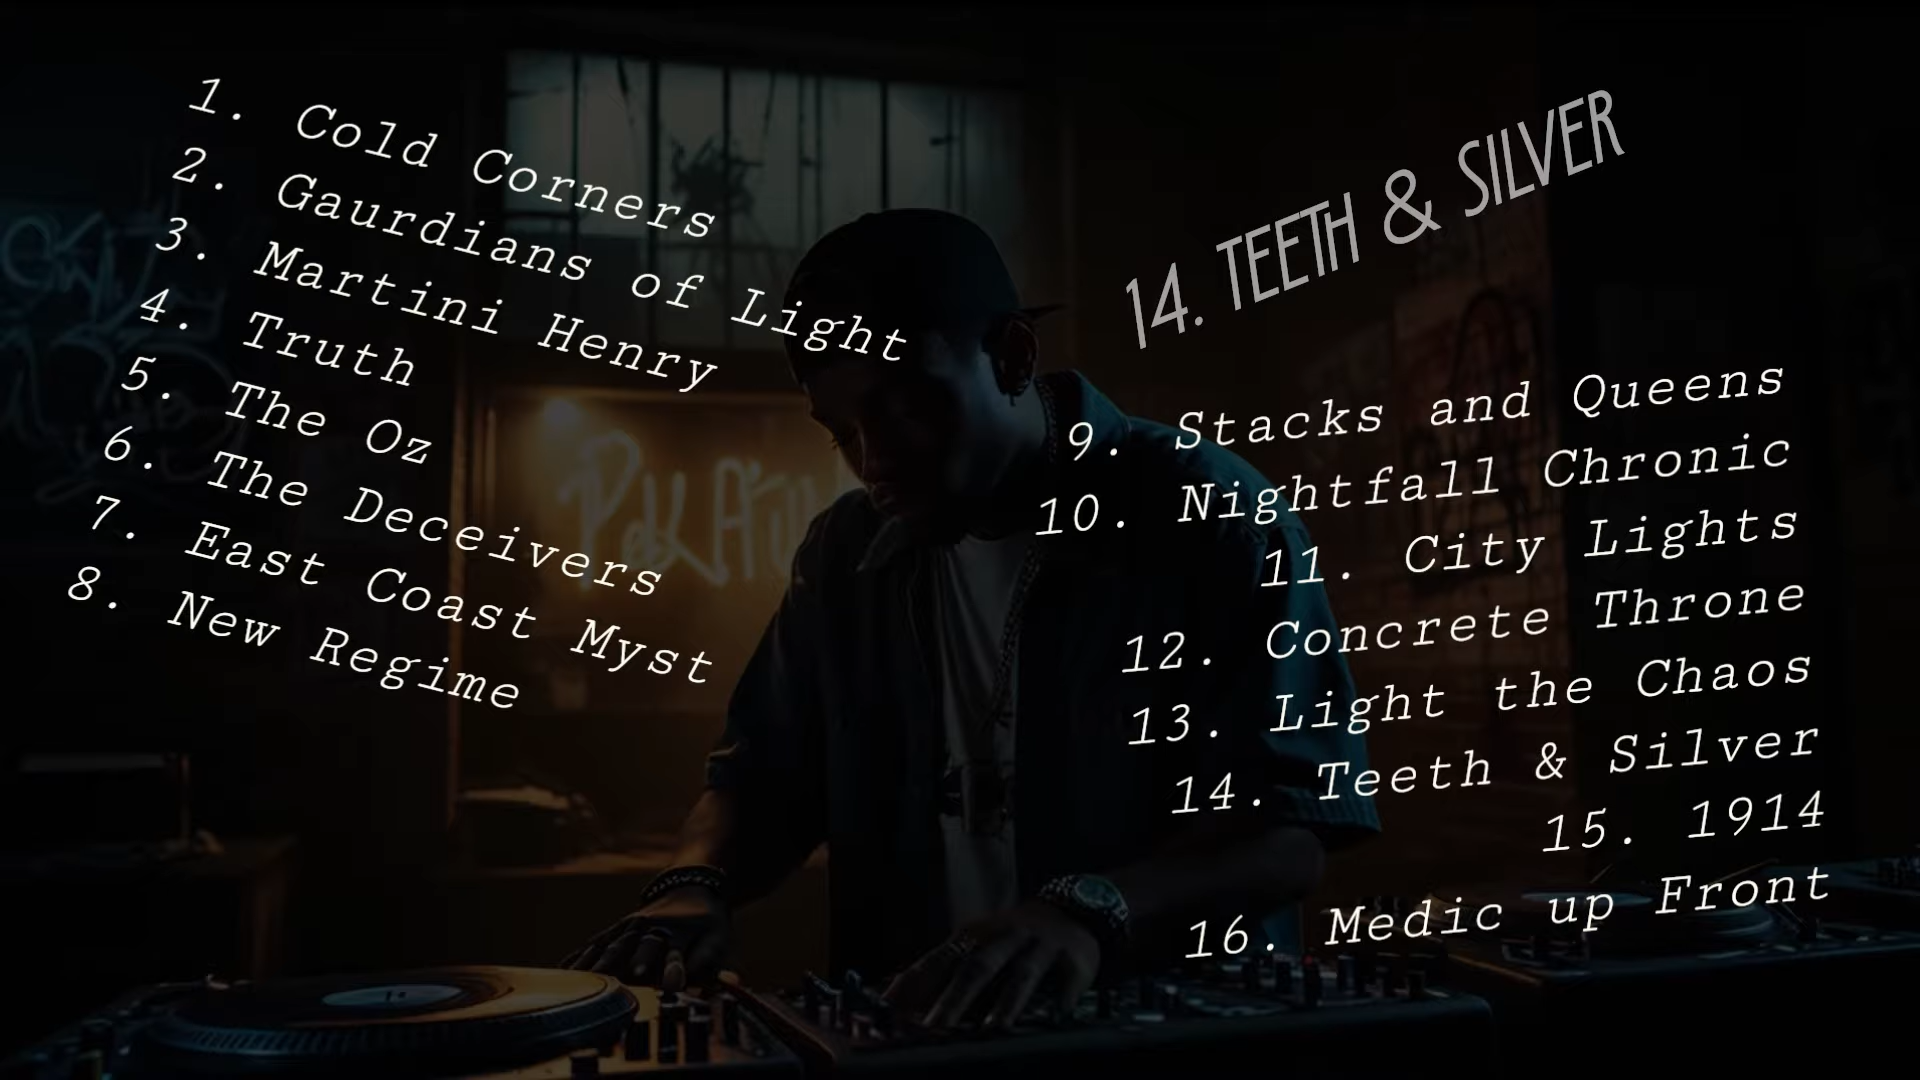 1. Cold Corners
2. Gaurdians of Light
3. Martini Henry
4. Truth
5. The Oz
6. The Deceivers
7. East Coast Myst
8. New Regime
14. TEETH & SILVER
9. Stacks and Queens
10. Nightfall Chronic
11. City Lights
12. Concrete Throne
13. Light the Chaos
14. Teeth & Silver
15. 1914
16. Medic up Front